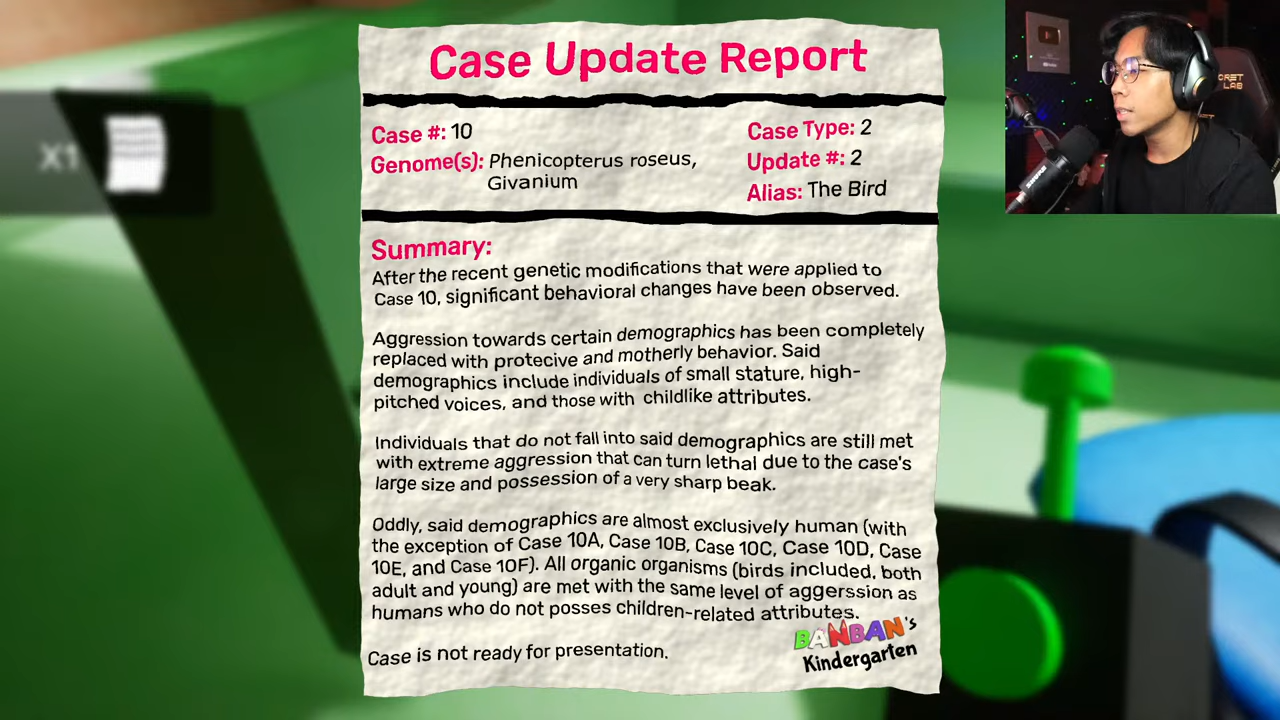 Case Update Report
Case #: 10
Genome(s): Phenicopterus roseus,
Givanium
Case Type: 2
Update #: 2
Alias: The Bird
Summary:
After the recent genetic modifications that were applied to
Case 10, significant behavioral changes have been observed.
Aggression towards certain demographics has been completely
replaced with protecive and motherly behavior. Said
demographics include individuals of small stature, high-
pitched voices, and those with childlike attributes.
Individuals that do not fall into said demographics are still met
with extreme aggression that can turn lethal due to the case's
large size and possession of a very sharp beak.
Oddly, said demographics are almost exclusively human (with
the exception of Case 10A, Case 10B, Case 10C, Case 10D, Case
10E, and Case 10F). All organic organisms (birds included, both
adult and young) are met with the same level of aggerssion as
humans who do not posses children-related attributes.
Case is not ready for presentation.
BANBAN's
Kindergarten
X1